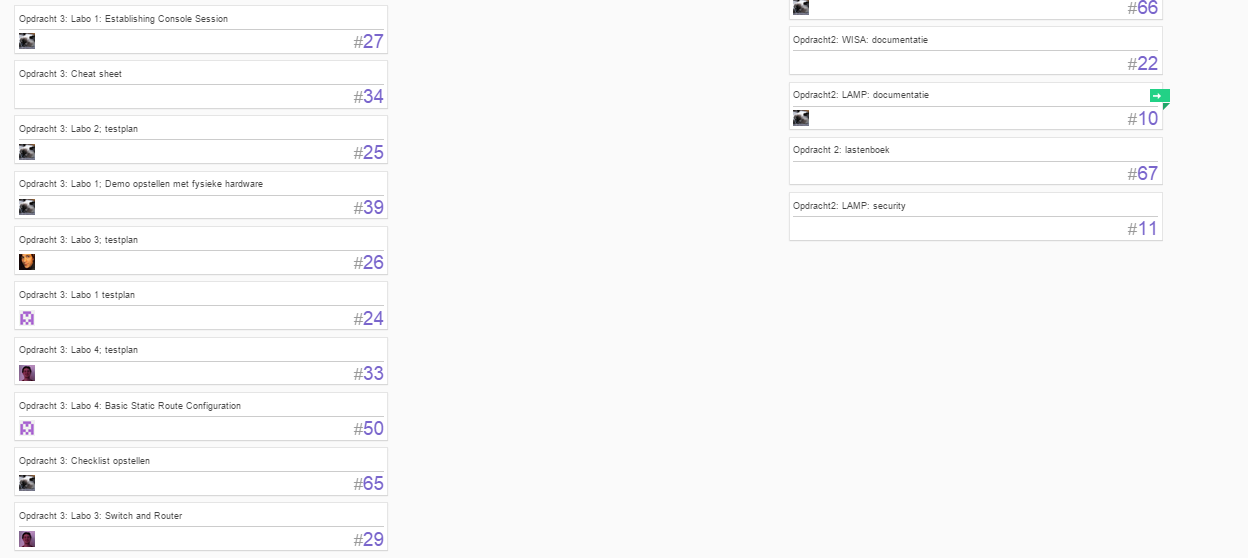 Opdracht 3: Labo 1: Establishing Console Session
#27
Opdracht 3: Cheat sheet
#34
Opdracht 3: Labo 2; testplan
#25
Opdracht 3: Labo 1; Demo opstellen met fysieke hardware
#39
Opdracht 3: Labo 3; testplan
#26
Opdracht 3: Labo 1 testplan
#24
Opdracht 3: Labo 4; testplan
#33
Opdracht 3: Labo 4: Basic Static Route Configuration
#50
Opdracht 3: Checklist opstellen
#65
Opdracht 3: Labo 3: Switch and Router
#29
#66
Opdracht2: WISA: documentatie
#22
Opdracht2: LAMP: documentatie
#10
Opdracht 2: lastenboek
#67
Opdracht2: LAMP: security
#11